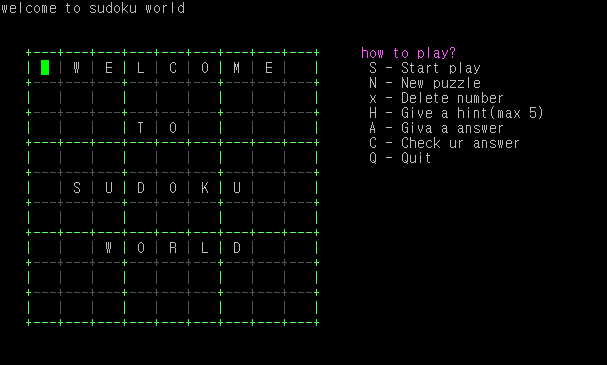 welcome to sudoku world
how to play?
W E L C O M E
S - Start play
N - New puzzle
x - Delete number
H - Give a hint(max 5)
T O
A - Giva a answer
C - Check ur answer
Q - Quit
S U D O K U
W O R L D